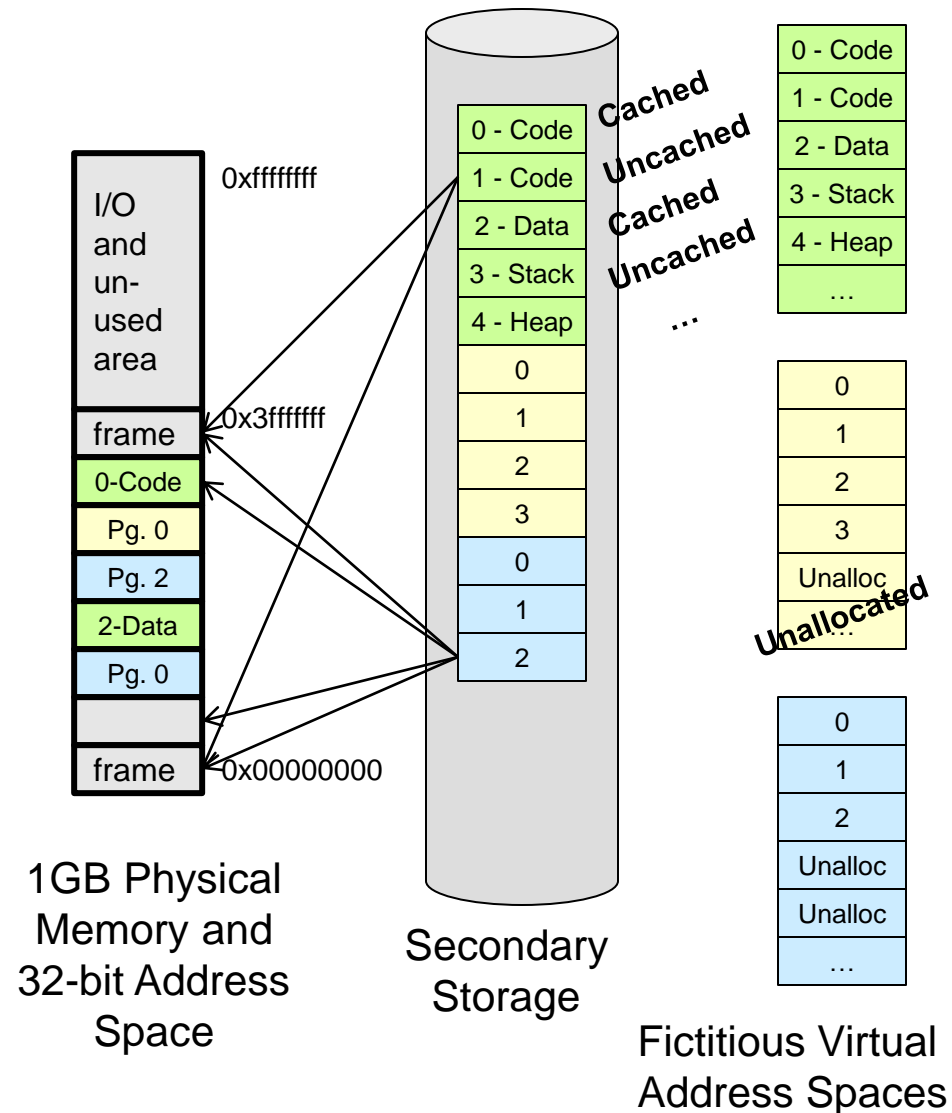 I/O
and
un-
used
area
frame
0-Code
Pg. 0
Pg. 2
2-Data
Pg. 0
frame
0xffffffff
0x3fffffff
0x00000000
1GB Physical
Memory and
32-bit Address
Space
0 - Code
1 - Code
2 - Data
3 - Stack
4 - Heap
0
1
2
3
0
1
2
Cached
Uncached
Cached
Uncached
…
Secondary
Storage
0 - Code
1 - Code
2 - Data
3 - Stack
4 - Heap
…
0
1
2
3
Unalloc
…
Unallocated
0
1
2
Unalloc
Unalloc
…
Fictitious Virtual
Address Spaces